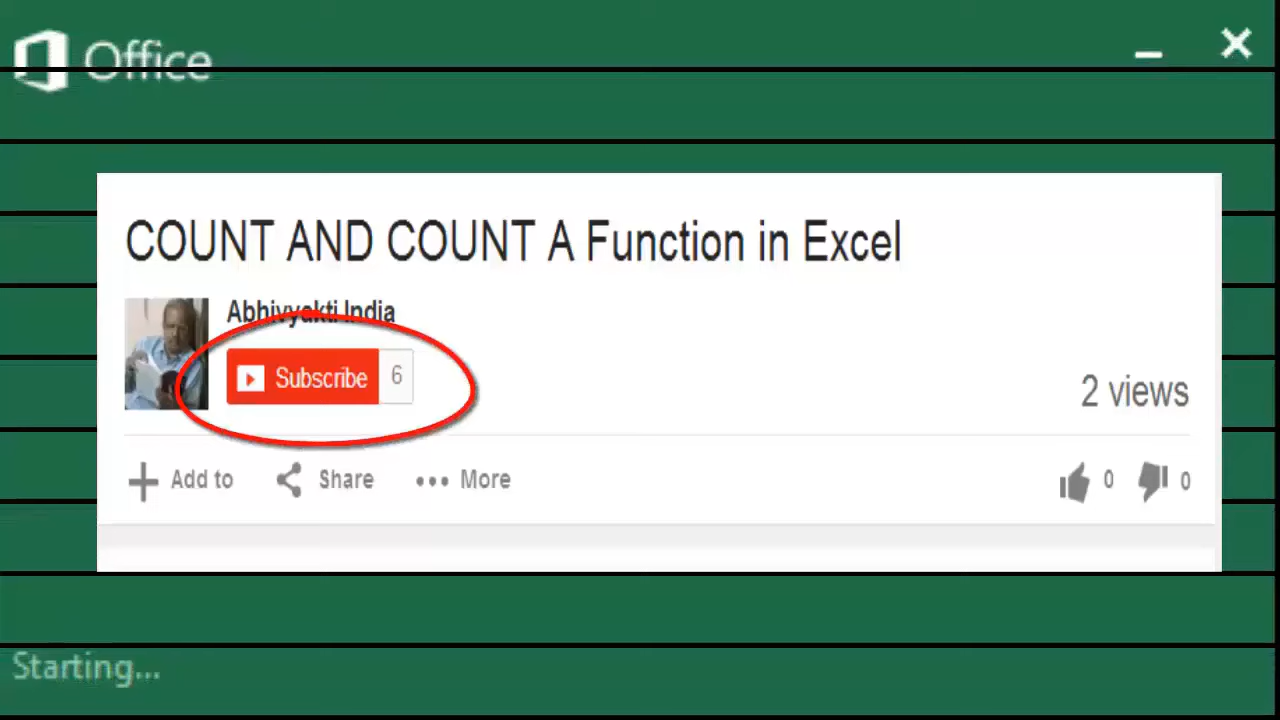 Office
COUNT AND COUNT A Function in Excel
Abhivyakti India
Subscribe 6
2 views
Add to Share More
0 0
Starting...